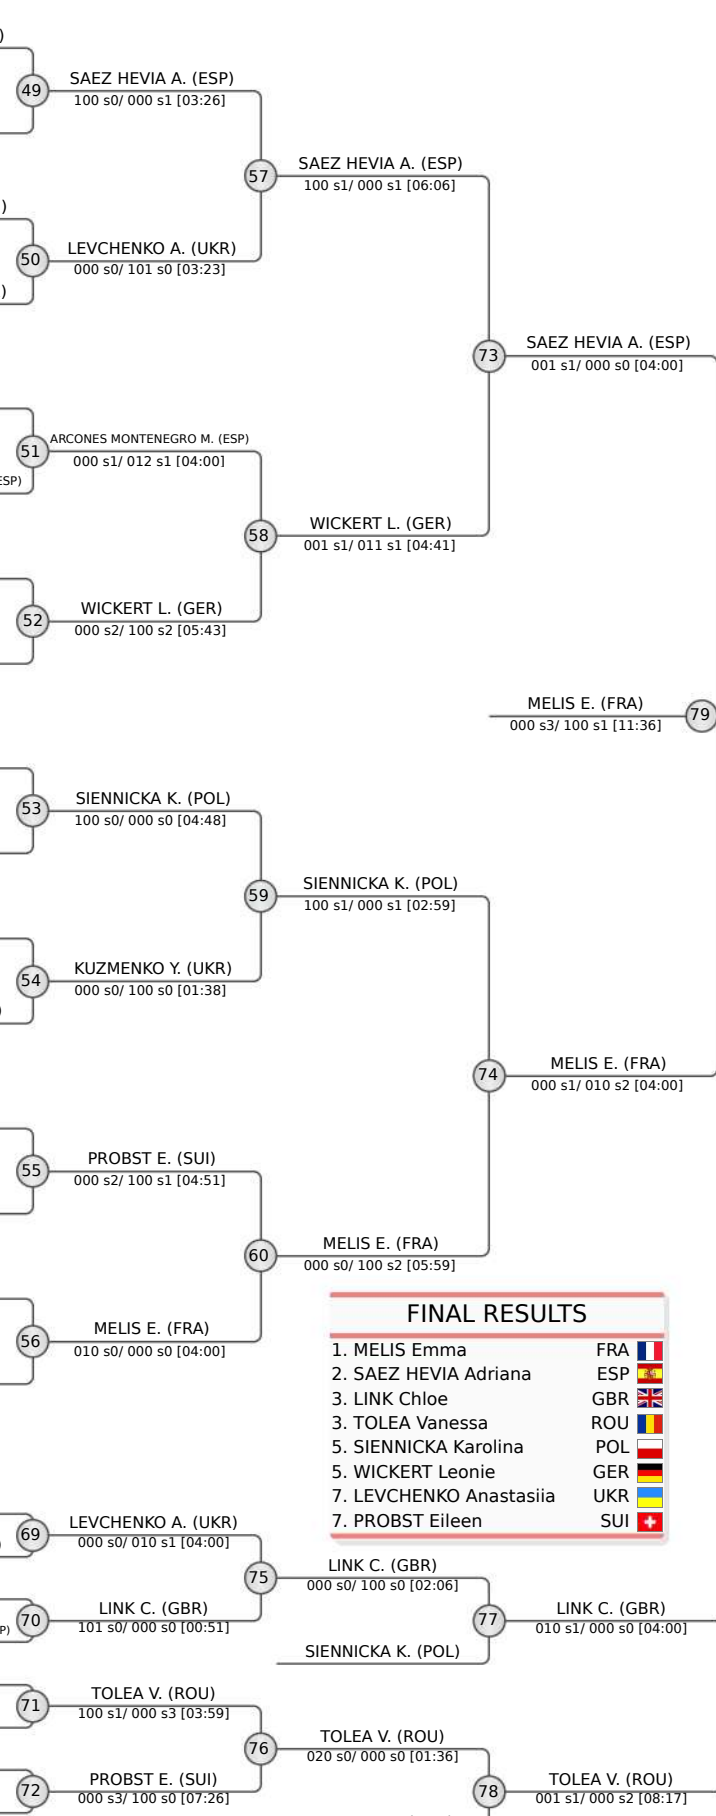 )
49
SAEZ HEVIA A. (ESP)
100 s0/ 000 s1 [03:26]
57
SAEZ HEVIA A. (ESP)
100 s1/ 000 s1 [06:06]
)
50
LEVCHENKO A. (UKR)
000 s0/ 101 s0 [03:23]
)
73
SAEZ HEVIA A. (ESP)
001 s1/ 000 s0 [04:00]
51
ARCONES MONTENEGRO M. (ESP)
000 s1/ 012 s1 [04:00]
ESP)
58
WICKERT L. (GER)
001 s1/ 011 s1 [04:41]
52
WICKERT L. (GER)
000 s2/ 100 s2 [05:43]
MELIS E. (FRA)
000 s3/ 100 s1 [11:36]
79
53
SIENNICKA K. (POL)
100 s0/ 000 s0 [04:48]
59
SIENNICKA K. (POL)
100 s1/ 000 s1 [02:59]
54
KUZMENKO Y. (UKR)
000 s0/ 100 s0 [01:38]
)
74
MELIS E. (FRA)
000 s1/ 010 s2 [04:00]
55
PROBST E. (SUI)
000 s2/ 100 s1 [04:51]
60
MELIS E. (FRA)
000 s0/ 100 s2 [05:59]
56
MELIS E. (FRA)
010 s0/ 000 s0 [04:00]
FINAL RESULTS
1. MELIS Emma FRA
2. SAEZ HEVIA Adriana ESP
3. LINK Chloe GBR
3. TOLEA Vanessa ROU
5. SIENNICKA Karolina POL
5. WICKERT Leonie GER
7. LEVCHENKO Anastasiia UKR
7. PROBST Eileen SUI
69
LEVCHENKO A. (UKR)
000 s0/ 010 s1 [04:00]
)
75
LINK C. (GBR)
000 s0/ 100 s0 [02:06]
70
LINK C. (GBR)
101 s0/ 000 s0 [00:51]
P)
77
LINK C. (GBR)
010 s1/ 000 s0 [04:00]
SIENNICKA K. (POL)
71
TOLEA V. (ROU)
100 s1/ 000 s3 [03:59]
76
TOLEA V. (ROU)
020 s0/ 000 s0 [01:36]
72
PROBST E. (SUI)
000 s3/ 100 s0 [07:26]
78
TOLEA V. (ROU)
001 s1/ 000 s2 [08:17]